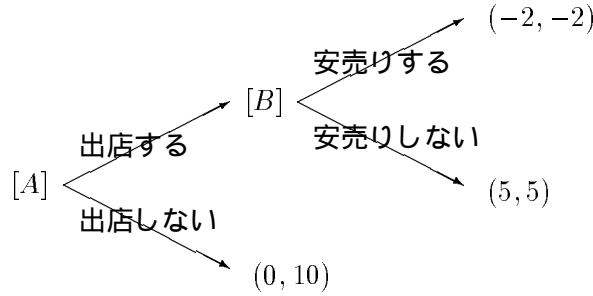 (−2, −2)
安売りする
[B]
出店する
安売りしない
[A]
(5, 5)
出店しない
(0, 10)